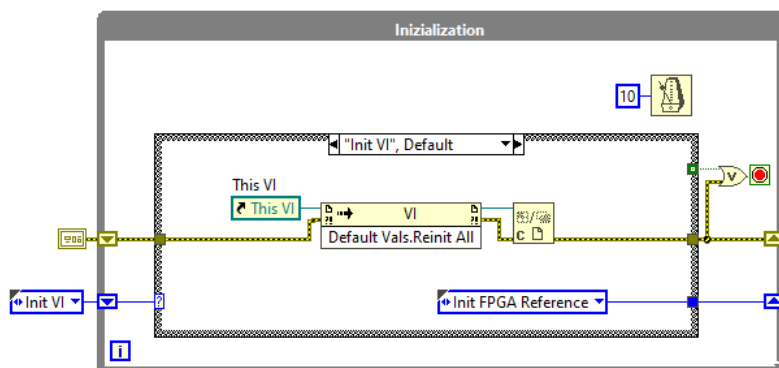 Inizialization
10
"Init VI", Default
This VI
This VI
VI
Default Vals.Reinit All
c
v
?
Init VI
Init FPGA Reference
i